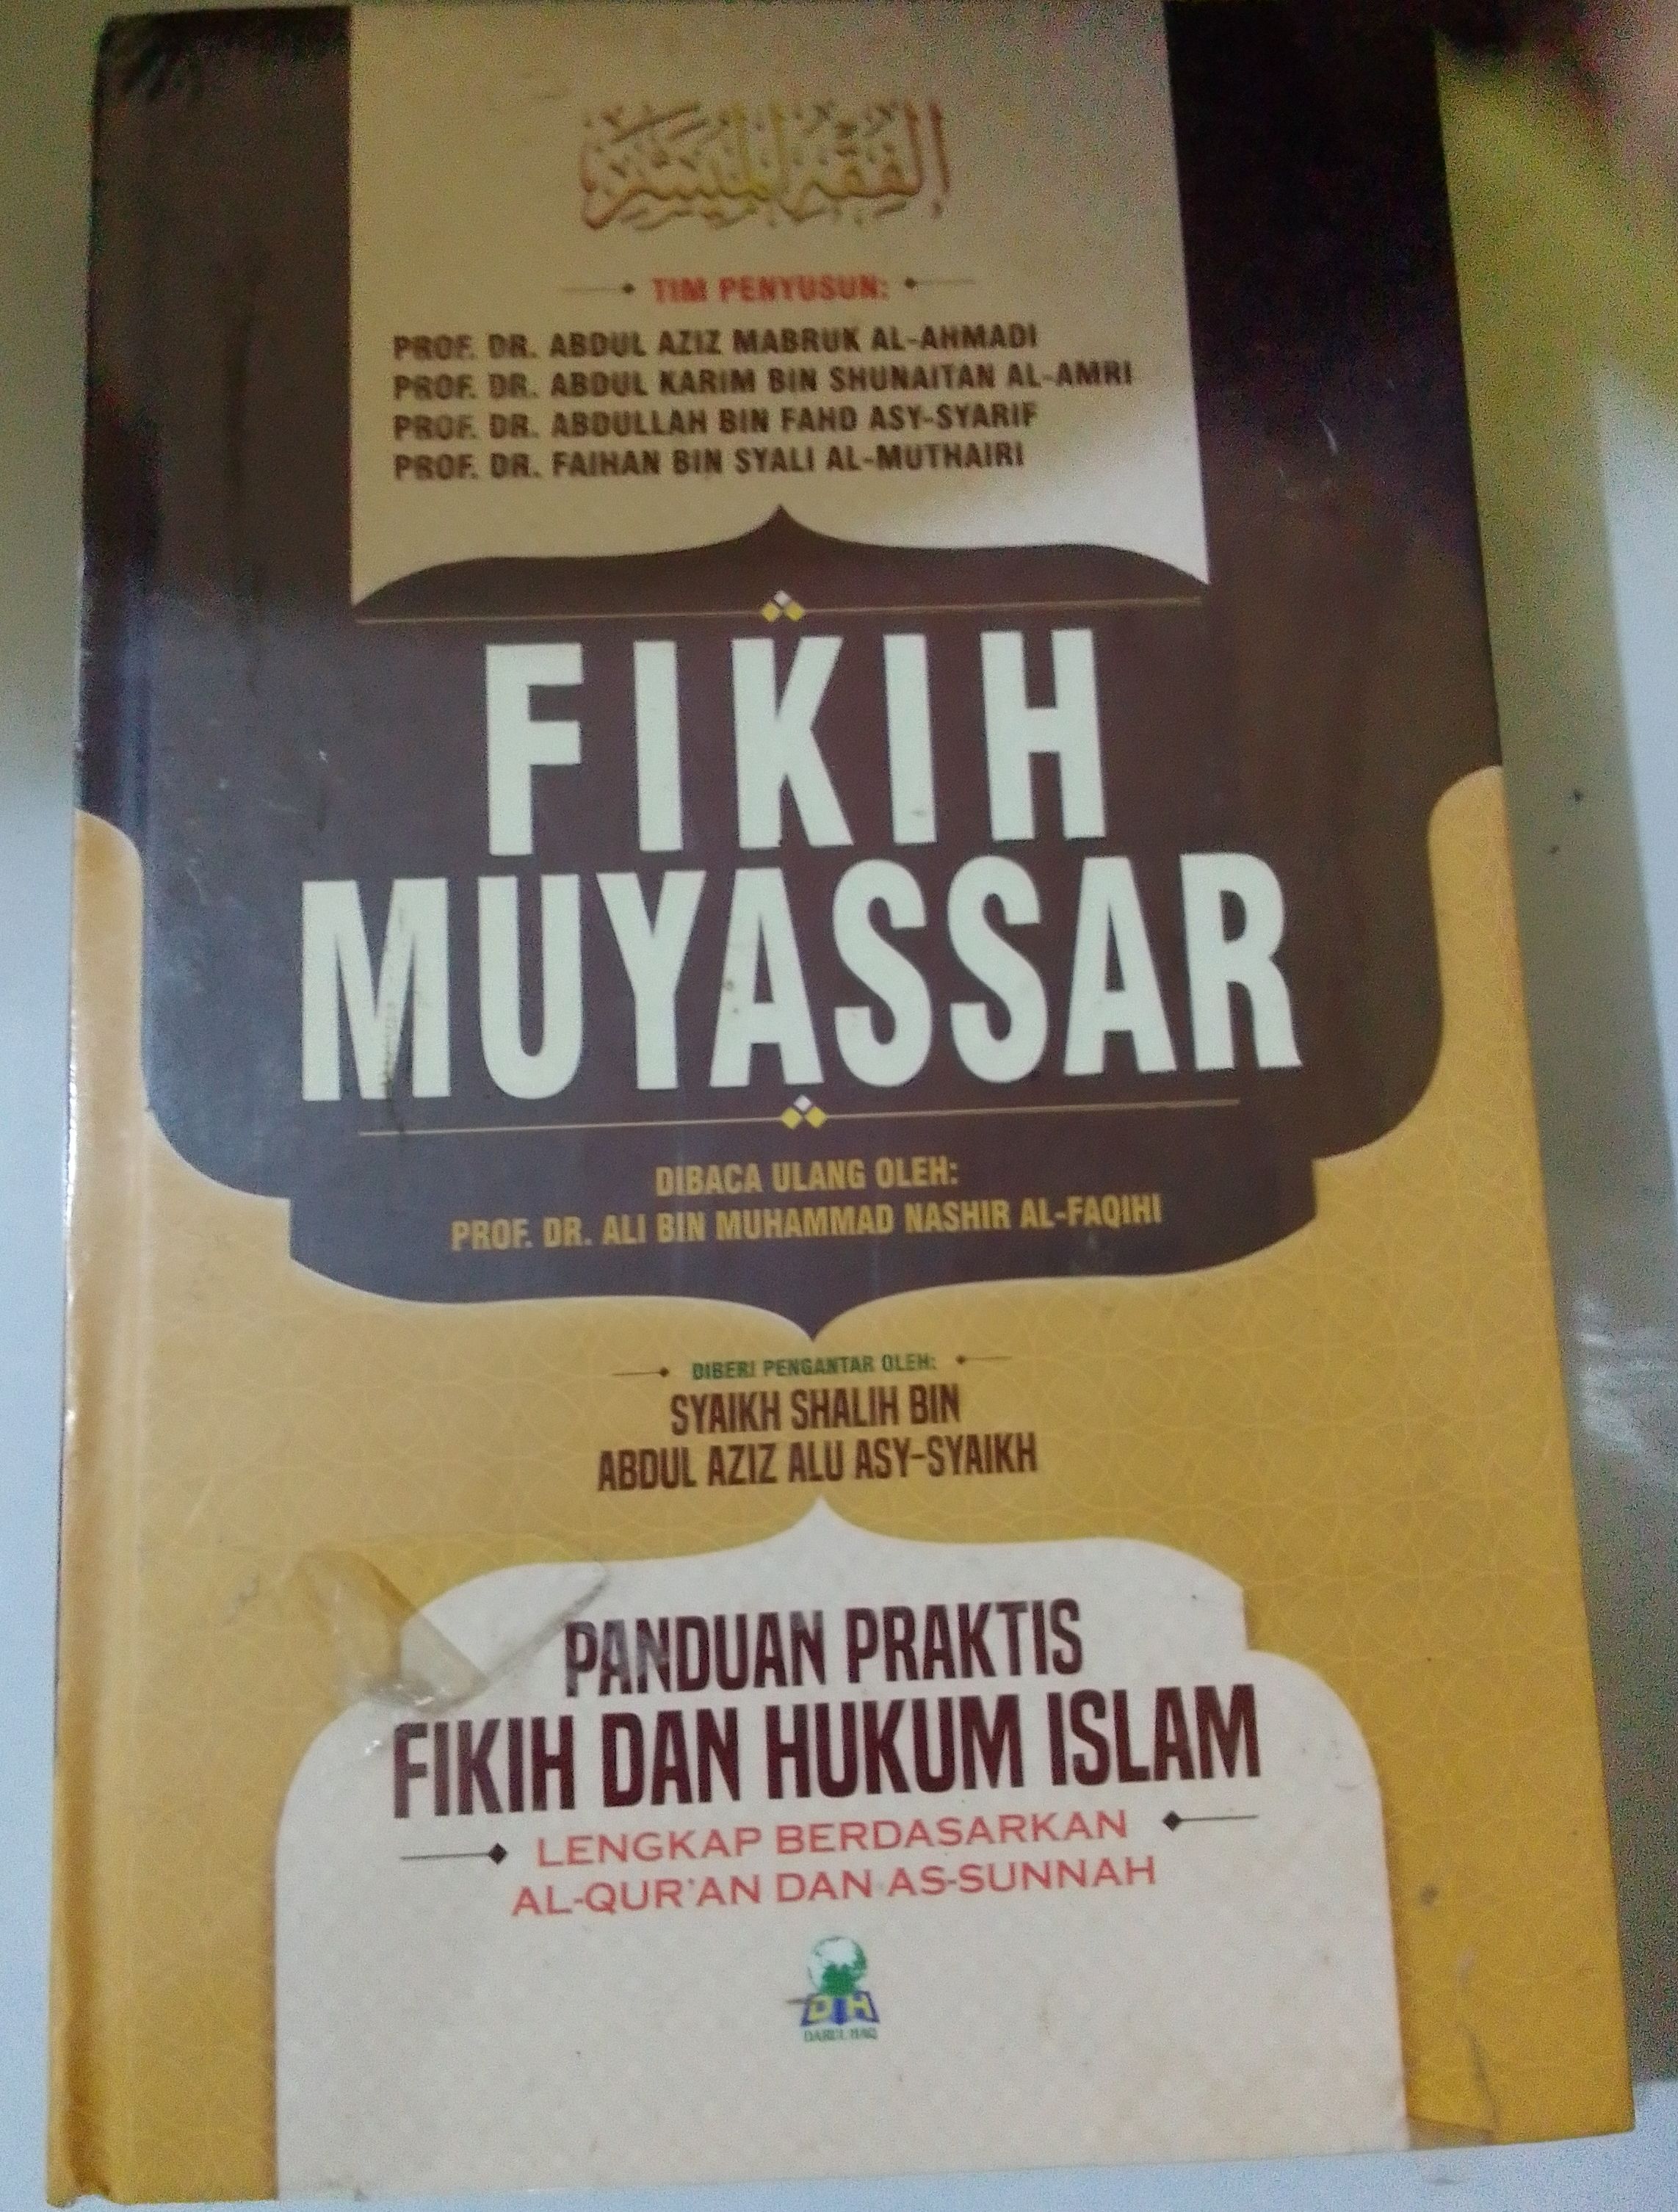 الفقه الميسر
TIM PENYUSUN:
PROF. DR. ABDUL AZIZ MABRUK AL-AHMADI
PROF. DR. ABDUL KARIM BIN SHUNAITAN AL-AMRI
PROF. DR. ABDULLAH BIN FAHD ASY-SYARIF
PROF. DR. FAIHAN BIN SYALI AL-MUTHAIRI
FIKIH
MUYASSAR
DIBACA ULANG OLEH:
PROF. DR. ALI BIN MUHAMMAD NASHIR AL-FAQIHI
DIBERI PENGANTAR OLEH:
SYAIKH SHALIH BIN
ABDUL AZIZ ALU ASY-SYAIKH
PANDUAN PRAKTIS
FIKIH DAN HUKUM ISLAM
LENGKAP BERDASARKAN
AL-QUR'AN DAN AS-SUNNAH
DH
DARUL HAQ